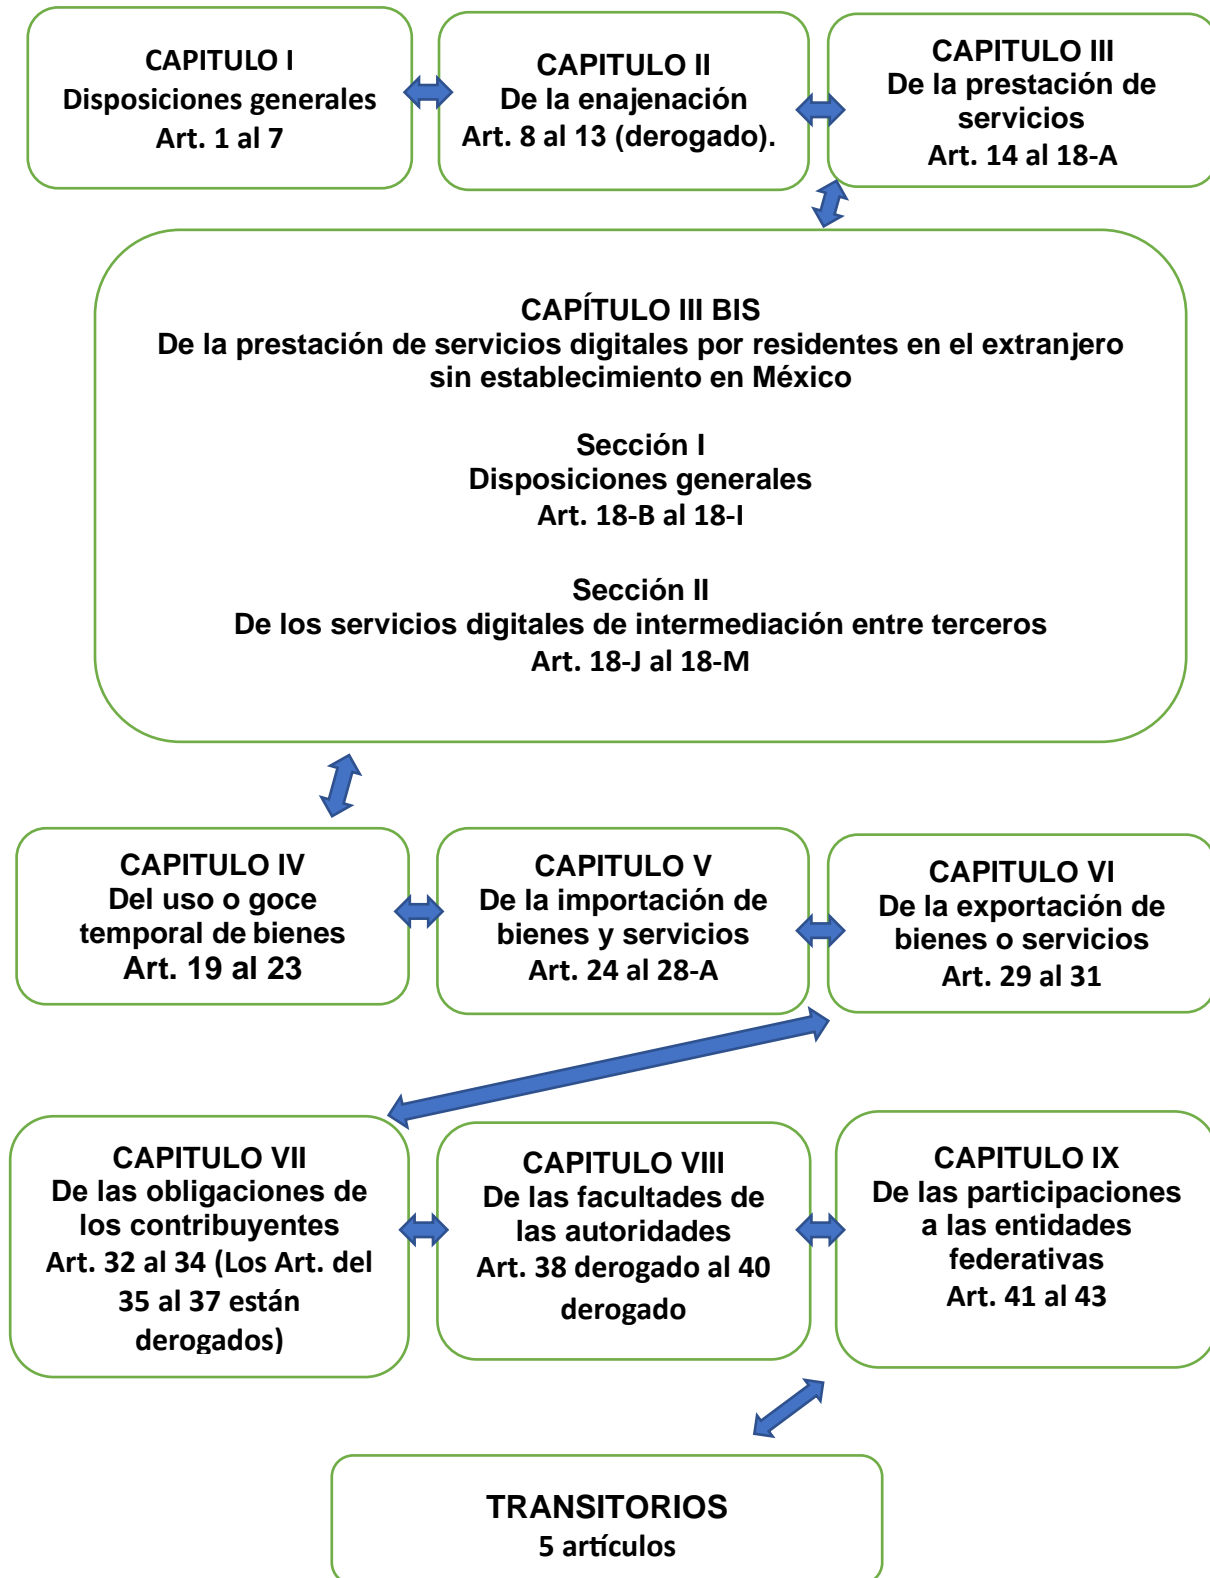 CAPITULO I
Disposiciones generales
Art. 1 al 7
CAPITULO II
De la enajenación
Art. 8 al 13 (derogado).
CAPITULO III
De la prestación de
servicios
Art. 14 al 18-A
CAPÍTULO III BIS
De la prestación de servicios digitales por residentes en el extranjero
sin establecimiento en México
Sección I
Disposiciones generales
Art. 18-B al 18-I
Sección II
De los servicios digitales de intermediación entre terceros
Art. 18-J al 18-M
CAPITULO IV
Del uso o goce
temporal de bienes
Art. 19 al 23
CAPITULO V
De la importación de
bienes y servicios
Art. 24 al 28-A
CAPITULO VI
De la exportación de
bienes o servicios
Art. 29 al 31
CAPITULO VII
De las obligaciones de
los contribuyentes
Art. 32 al 34 (Los Art. del
35 al 37 están
derogados)
CAPITULO VIII
De las facultades de
las autoridades
Art. 38 derogado al 40
derogado
CAPITULO IX
De las participaciones
a las entidades
federativas
Art. 41 al 43
TRANSITORIOS
5 artículos